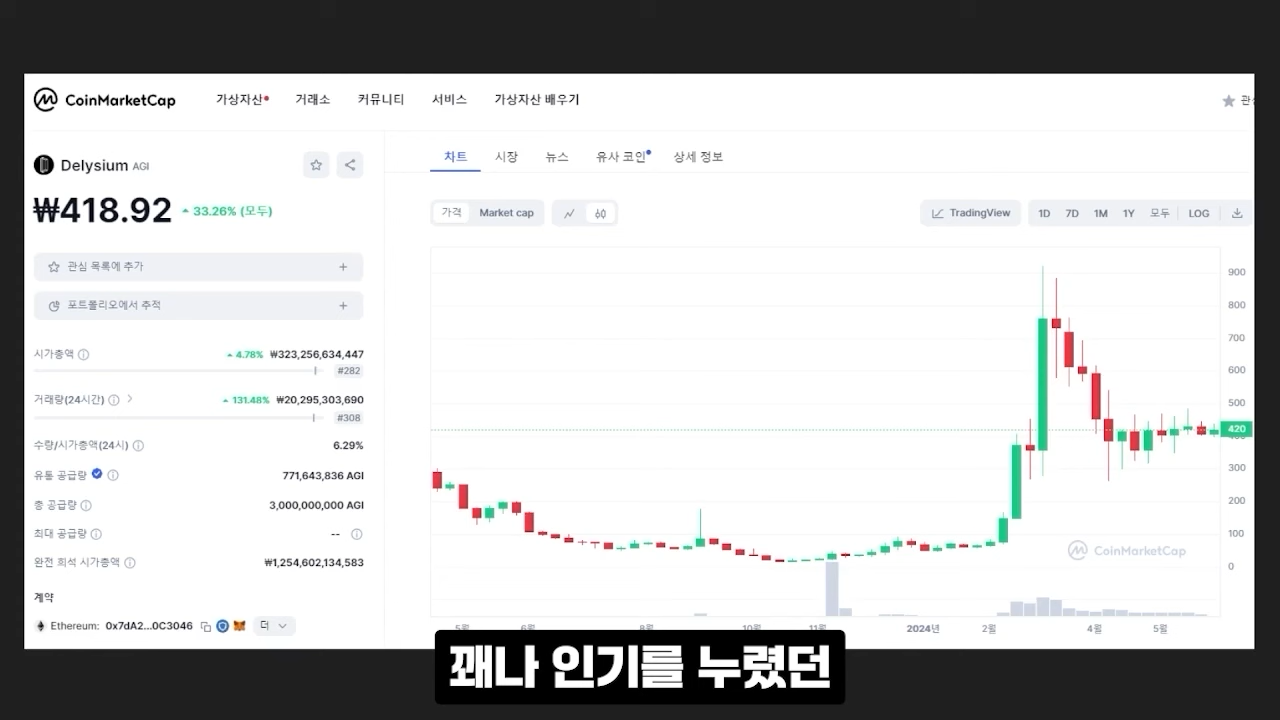 CoinMarketCap 가상자산 거래소 커뮤니티 서비스 가상자산 배우기
Delysium AGI
₩418.92 33.26% (모두)
관심 목록에 추가 +
포트폴리오에서 추적 +
시가총액 4.78% ₩323,256,634,447
#282
거래량(24시간) 131.48% ₩20,295,303,690
#308
수량/시가총액(24시) 6.29%
유통 공급량 771,643,836 AGI
총 공급량 3,000,000,000 AGI
최대 공급량 --
완전 희석 시가총액 ₩1,254,602,134,583
계약
Ethereum: 0x7dA2...0C3046 더
차트 시장 뉴스 유사 코인 상세 정보
가격 Market cap TradingView 1D 7D 1M 1Y 모두 LOG
900
800
700
600
500
420
300
200
100
0
CoinMarketCap
5월 6월 8월 10월 11월 2024년 2월 4월 5월
꽤나 인기를 누렸던